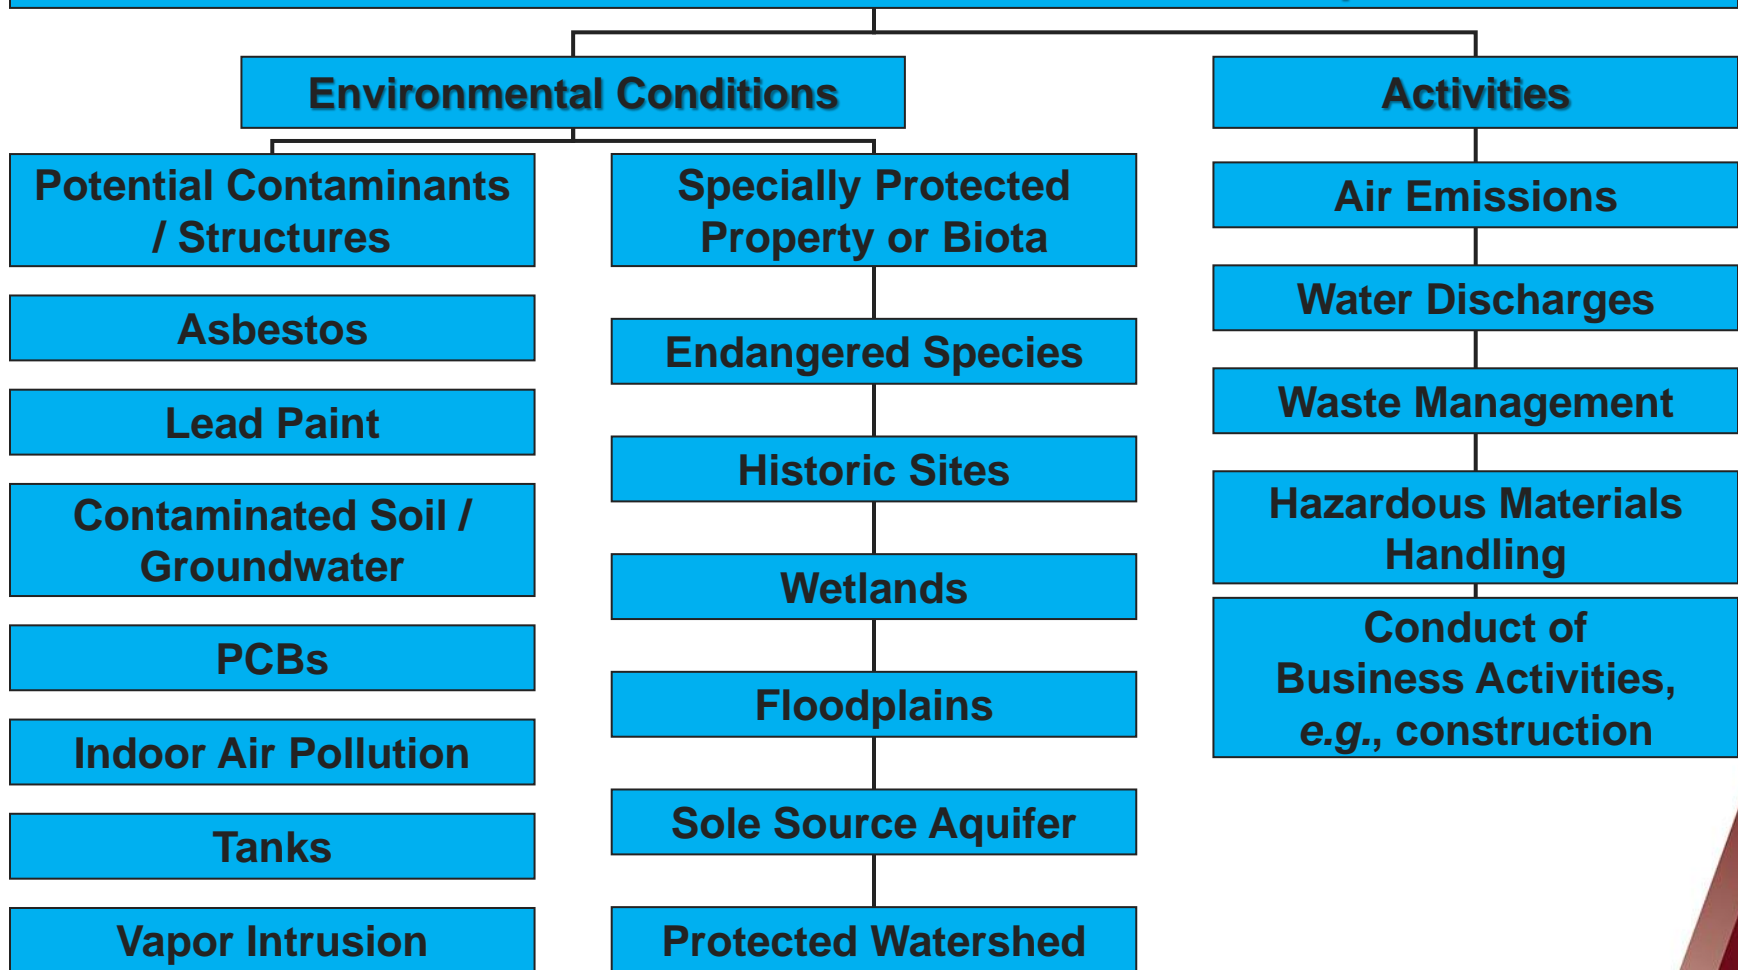 Environmental Conditions
Activities
Potential Contaminants
/ Structures
Asbestos
Lead Paint
Contaminated Soil /
Groundwater
PCBs
Indoor Air Pollution
Tanks
Vapor Intrusion
Specially Protected
Property or Biota
Endangered Species
Historic Sites
Wetlands
Floodplains
Sole Source Aquifer
Protected Watershed
Air Emissions
Water Discharges
Waste Management
Hazardous Materials
Handling
Conduct of
Business Activities,
e.g., construction